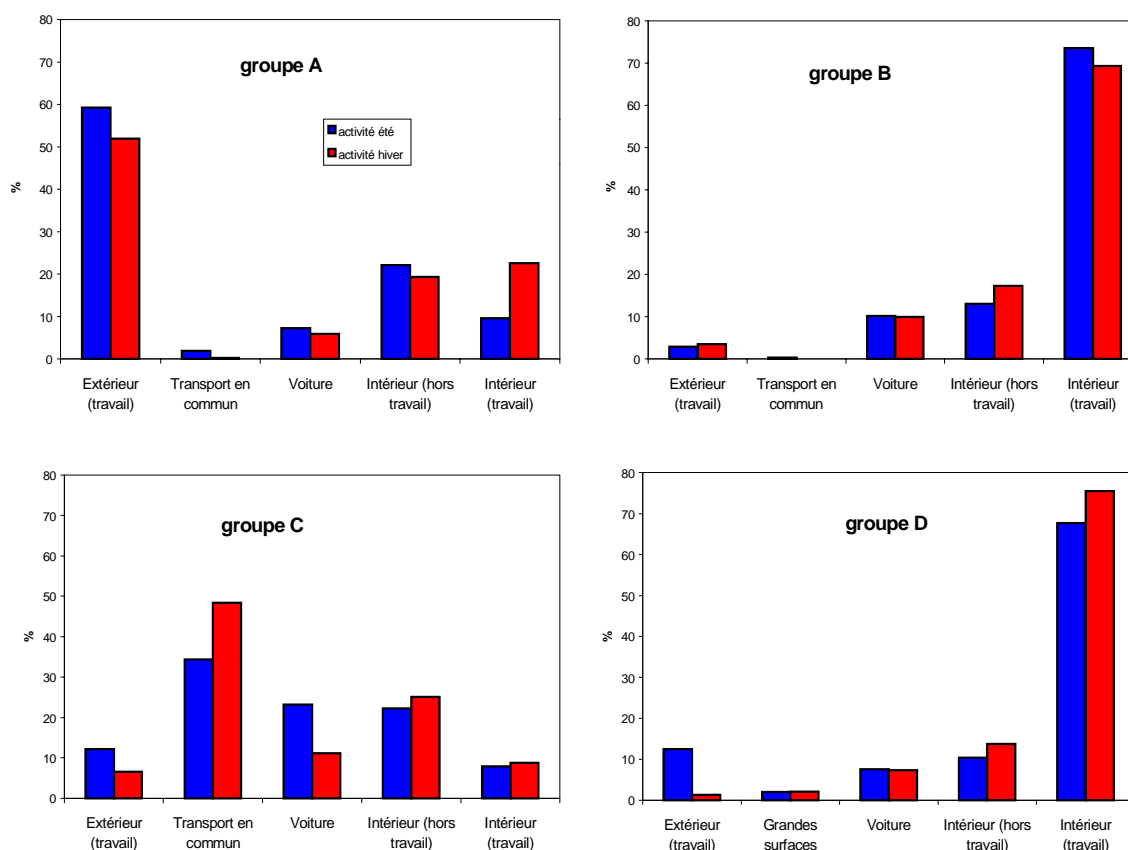 groupe A
80
70
60
50
40
30
20
10
0
%
activité été
activité hiver
Extérieur
(travail)
Transport en
commun
Voiture
Intérieur (hors
travail)
Intérieur
(travail)
groupe B
80
70
60
50
40
30
20
10
0
%
Extérieur
(travail)
Transport en
commun
Voiture
Intérieur (hors
travail)
Intérieur
(travail)
groupe C
80
70
60
50
40
30
20
10
0
%
Extérieur
(travail)
Transport en
commun
Voiture
Intérieur (hors
travail)
Intérieur
(travail)
groupe D
80
70
60
50
40
30
20
10
0
%
Extérieur
(travail)
Grandes
surfaces
Voiture
Intérieur (hors
travail)
Intérieur
(travail)